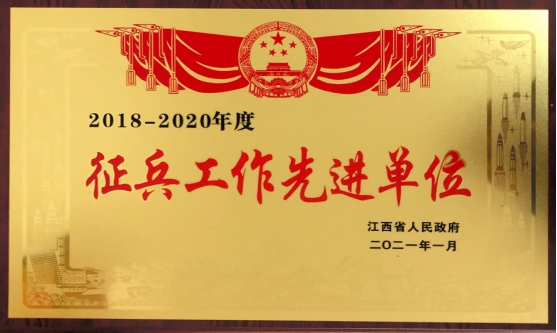 2018-2020年度
征兵工作先进单位
江西省人民政府
二〇二一年一月